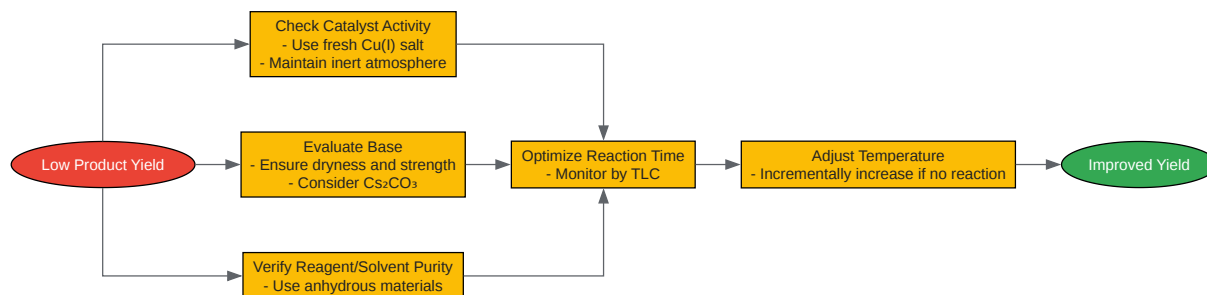 Low Product Yield
Check Catalyst Activity
- Use fresh Cu(I) salt
- Maintain inert atmosphere
Evaluate Base
- Ensure dryness and strength
- Consider Cs₂CO₃
Verify Reagent/Solvent Purity
- Use anhydrous materials
Optimize Reaction Time
- Monitor by TLC
Adjust Temperature
- Incrementally increase if no reaction
Improved Yield